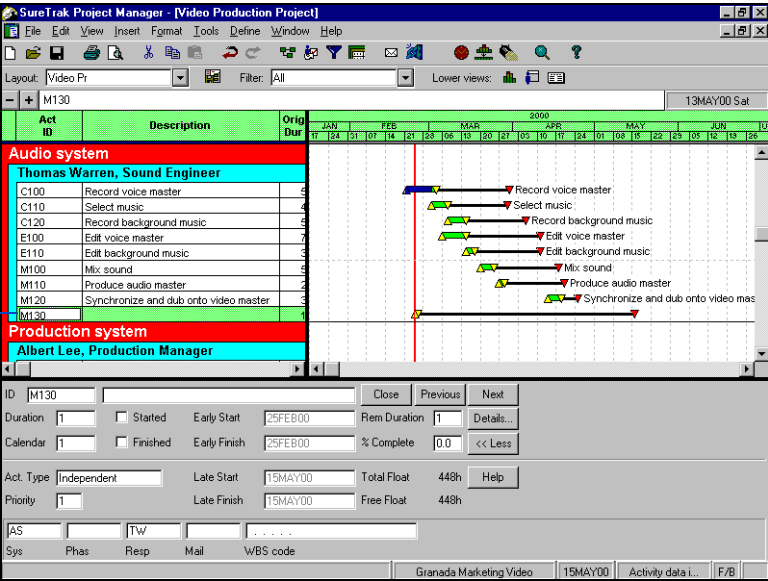 SureTrak Project Manager - [Video Production Project]
File Edit View Insert Format Tools Define Window Help
Layout: Video Pr Filter: All Lower views:
M130 13MAY00 Sat
Act ID Description Orig Dur
2000
JAN FEB MAR APR MAY JUN
17 24 31 07 14 21 28 06 13 20 27 03 10 17 24 01 08 15 22 29 05 12 19 26
Audio system
Thomas Warren, Sound Engineer
C100 Record voice master 5 Record voice master
C110 Select music 4 Select music
C120 Record background music 5 Record background music
E100 Edit voice master 7 Edit voice master
E110 Edit background music 3 Edit background music
M100 Mix sound 5 Mix sound
M110 Produce audio master 2 Produce audio master
M120 Synchronize and dub onto video master 3 Synchronize and dub onto video mas
M130 1
Production system
Albert Lee, Production Manager
ID M130 Close Previous Next
Duration 1 Started Early Start 25FEB00 Rem Duration 1 Details...
Calendar 1 Finished Early Finish 25FEB00 % Complete 0.0 << Less
Act. Type Independent Late Start 15MAY00 Total Float 448h Help
Priority 1 Late Finish 15MAY00 Free Float 448h
AS TW . . . . .
Sys Phas Resp Mail WBS code
Granada Marketing Video 15MAY00 Activity data i... F/B